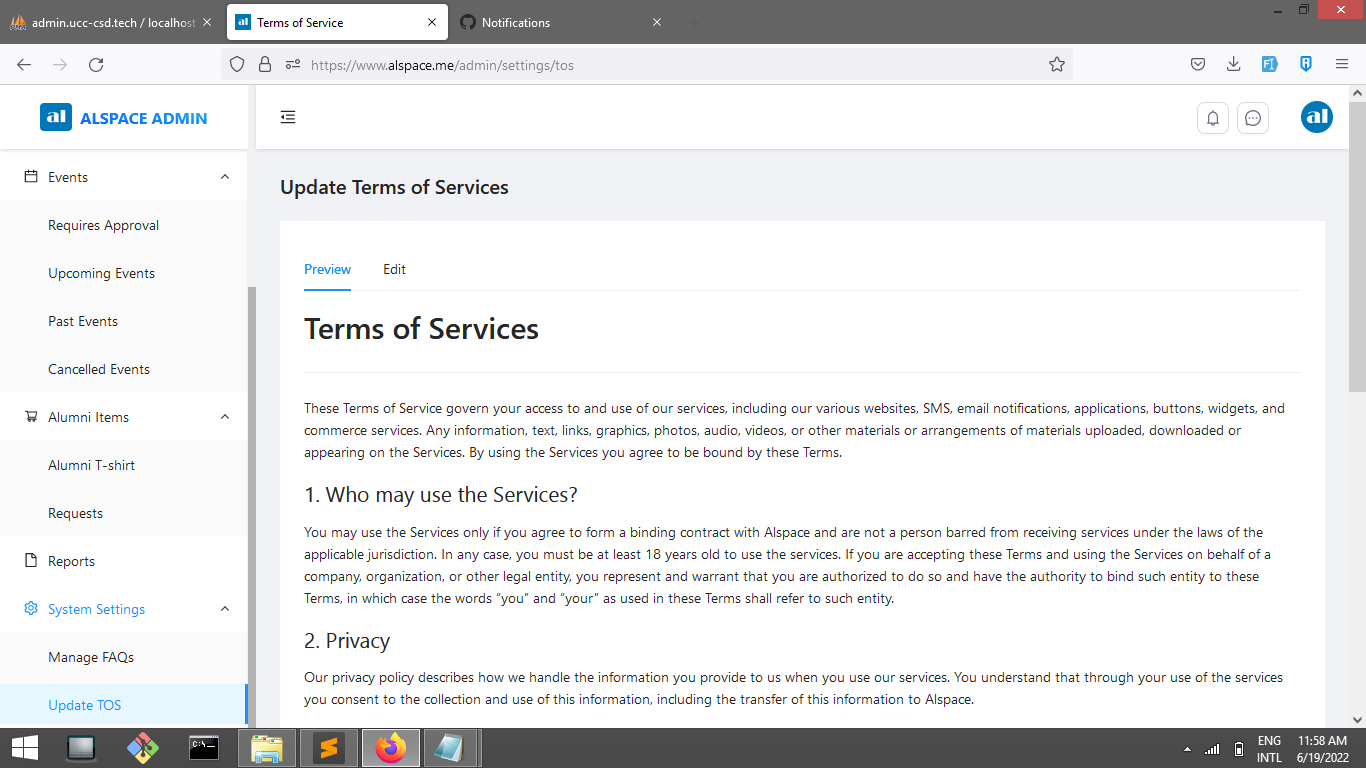 admin.ucc-csd.tech / localhost
Terms of Service
Notifications
https://www.alspace.me/admin/settings/tos
al ALSPACE ADMIN
al
Events
Requires Approval
Upcoming Events
Past Events
Cancelled Events
Alumni Items
Alumni T-shirt
Requests
Reports
System Settings
Manage FAQs
Update TOS
Update Terms of Services
Preview Edit
Terms of Services
These Terms of Service govern your access to and use of our services, including our various websites, SMS, email notifications, applications, buttons, widgets, and
commerce services. Any information, text, links, graphics, photos, audio, videos, or other materials or arrangements of materials uploaded, downloaded or
appearing on the Services. By using the Services you agree to be bound by these Terms.
1. Who may use the Services?
You may use the Services only if you agree to form a binding contract with Alspace and are not a person barred from receiving services under the laws of the
applicable jurisdiction. In any case, you must be at least 18 years old to use the services. If you are accepting these Terms and using the Services on behalf of a
company, organization, or other legal entity, you represent and warrant that you are authorized to do so and have the authority to bind such entity to these
Terms, in which case the words “you” and “your” as used in these Terms shall refer to such entity.
2. Privacy
Our privacy policy describes how we handle the information you provide to us when you use our services. You understand that through your use of the services
you consent to the collection and use of this information, including the transfer of this information to Alspace.
ENG 11:58 AM
INTL 6/19/2022